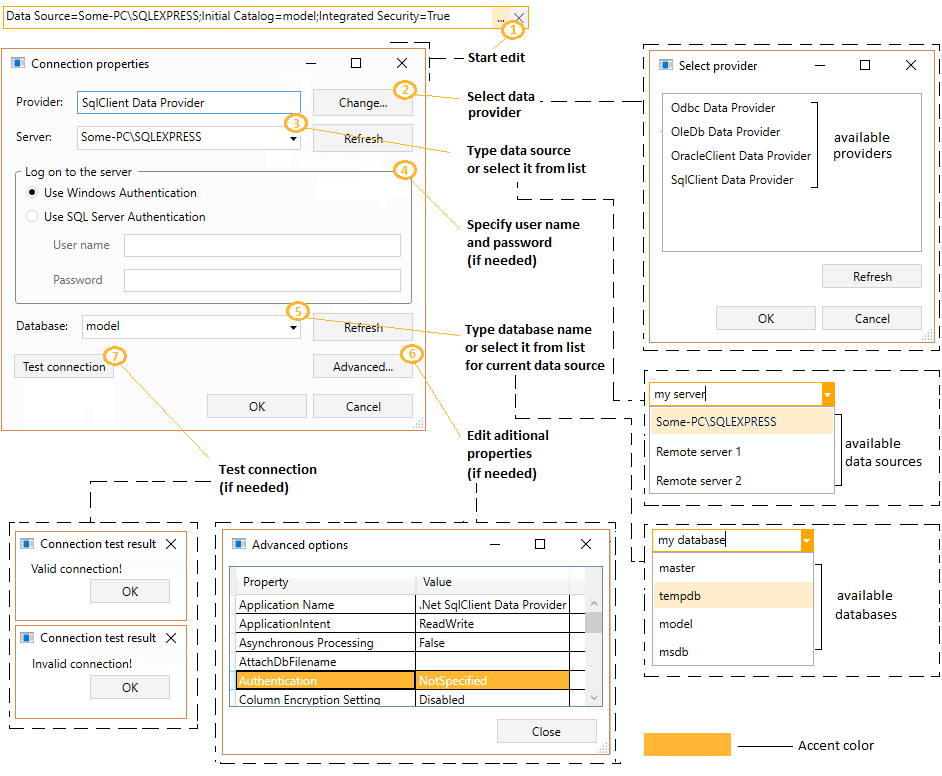 Data Source=Some-PC\SQLEXPRESS;Initial Catalog=model;Integrated Security=True
...
1
Start edit
Connection properties
Provider:
SqlClient Data Provider
Change...
2
Select data
provider
Server:
Some-PC\SQLEXPRESS
3
Refresh
Type data source
or select it from list
Log on to the server
4
Use Windows Authentication
Use SQL Server Authentication
User name
Password
Specify user name
and password
(if needed)
Database:
model
5
Refresh
Type database name
or select it from list
for current data source
Test connection
7
Advanced...
6
OK
Cancel
Edit aditional
properties
(if needed)
Test connection
(if needed)
Select provider
Odbc Data Provider
OleDb Data Provider
OracleClient Data Provider
SqlClient Data Provider
available
providers
Refresh
OK
Cancel
my server
Some-PC\SQLEXPRESS
Remote server 1
Remote server 2
available
data sources
my database
master
tempdb
model
msdb
available
databases
Connection test result
Valid connection!
OK
Connection test result
Invalid connection!
OK
Advanced options
Property Value
Application Name .Net SqlClient Data Provider
ApplicationIntent ReadWrite
Asynchronous Processing False
AttachDbFilename
Authentication NotSpecified
Column Encryption Setting Disabled
Close
Accent color